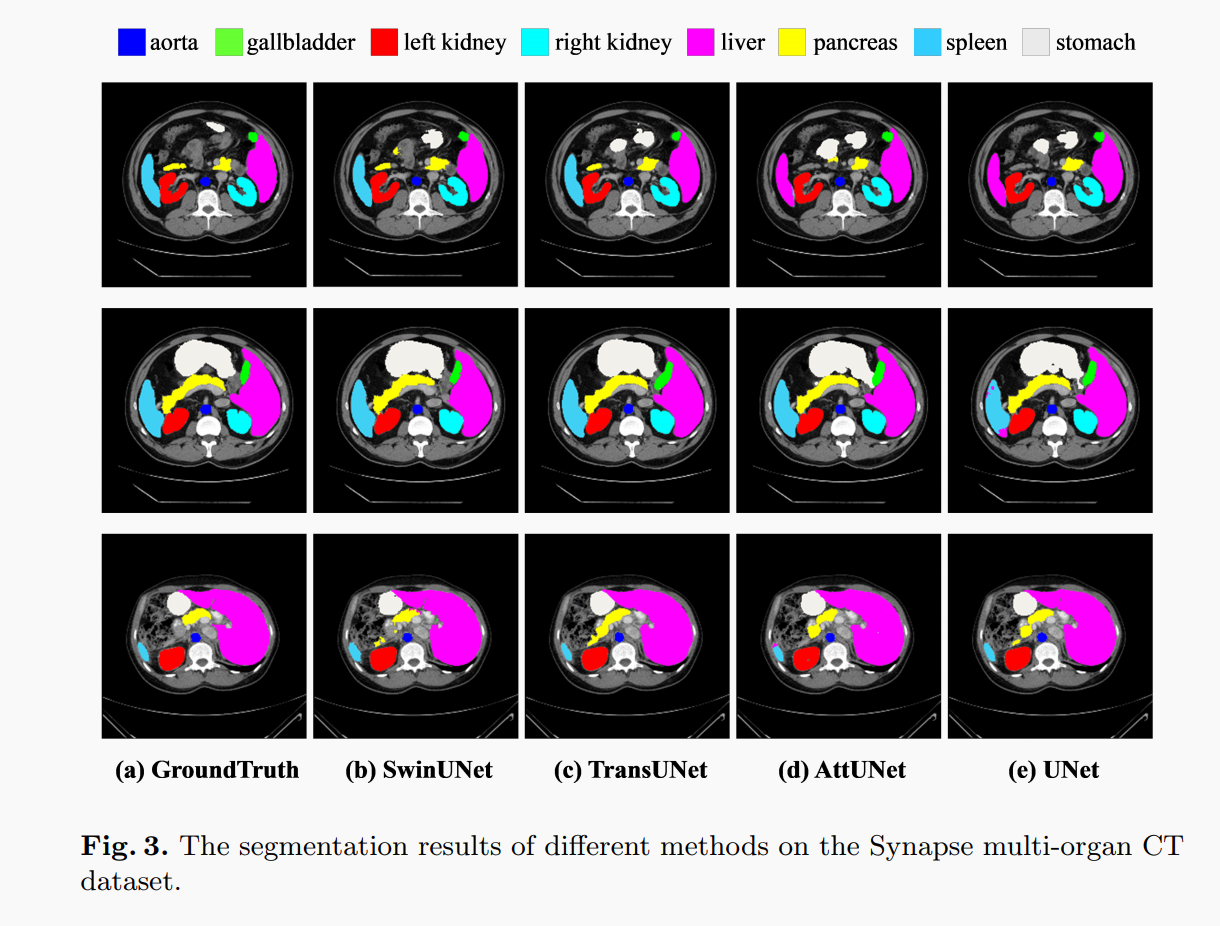 aorta gallbladder left kidney right kidney liver pancreas spleen stomach
(a) GroundTruth (b) SwinUNet (c) TransUNet (d) AttUNet (e) UNet
Fig. 3. The segmentation results of different methods on the Synapse multi-organ CT
dataset.